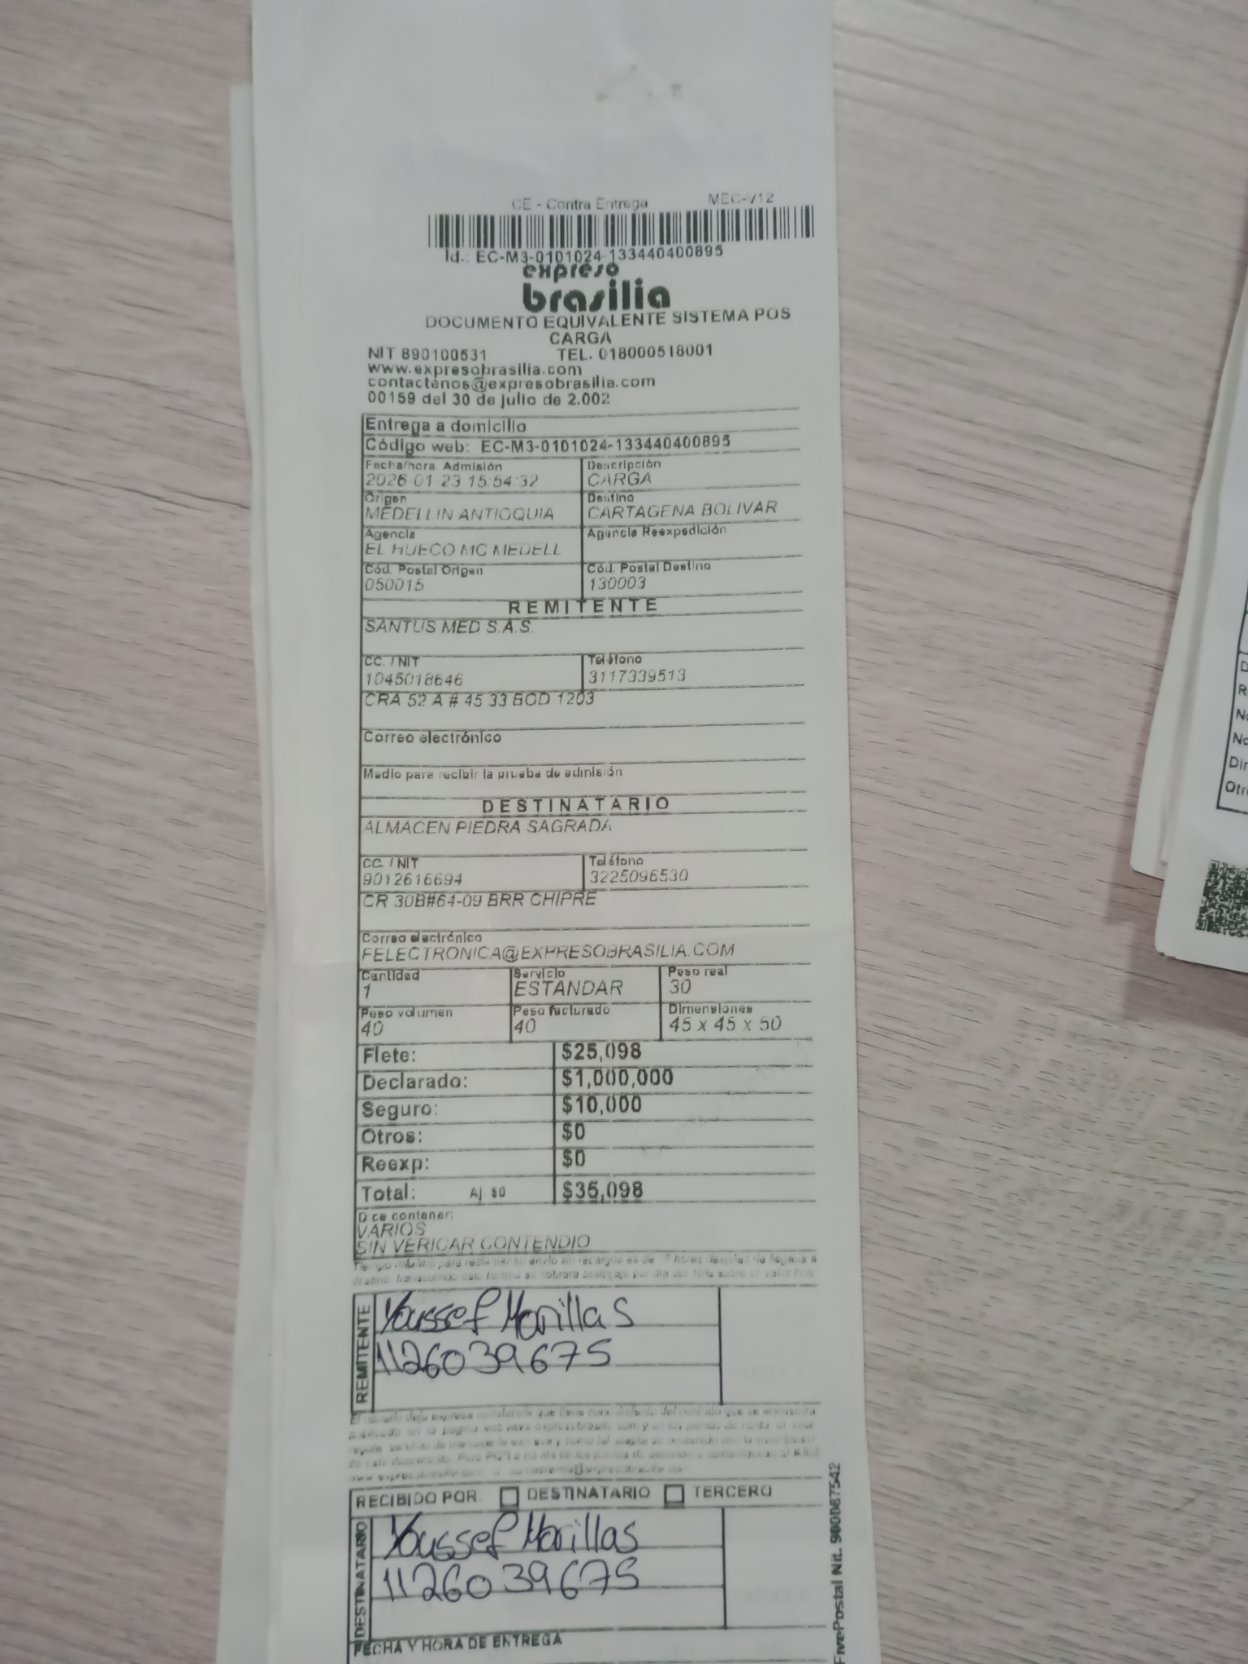 CE - Contra Entrega MEC-V12
Id.: EC-M3-0101024-133440400895
expreso
brasilia
DOCUMENTO EQUIVALENTE SISTEMA POS
CARGA
NIT 890100531 TEL. 018000518001
www.expresobrasilia.com
contactenos@expresobrasilia.com
00159 del 30 de julio de 2.002
Entrega a domicilio
Código web: EC-M3-0101024-133440400895
Fecha/hora Admisión Descripción
2026-01-23 15:54:32 CARGA
Origen Destino
MEDELLIN ANTIOQUIA CARTAGENA BOLIVAR
Agencia Agencia Reexpedición
EL HUECO MC MEDELL
Cód. Postal Origen Cód. Postal Destino
050015 130003
REMITENTE
SANTUS MED S.A.S.
CC. / NIT Teléfono
1045018646 3117339513
CRA 52 A # 45 33 BOD 1203
Correo electrónico
Medio para recibir la prueba de admisión
DESTINATARIO
ALMACEN PIEDRA SAGRADA
CC. / NIT Teléfono
9012616694 3225096530
CR 30B#64-09 BRR CHIPRE
Correo electrónico
FELECTRONICA@EXPRESOBRASILIA.COM
Cantidad Servicio Peso real
1 ESTANDAR 30
Peso volumen Peso facturado Dimensiones
40 40 45 x 45 x 50
Flete: $25,098
Declarado: $1,000,000
Seguro: $10,000
Otros: $0
Reexp: $0
Total: Aj $0 $35,098
Dice contener:
VARIOS
SIN VERICAR CONTENDIO
REMITENTE
Youssef Morillas
1126039675
RECIBIDO POR: DESTINATARIO TERCERO
DESTINATARIO
Youssef Morillas
1126039675
FECHA Y HORA DE ENTREGA
FivePostal Nit. 900087542